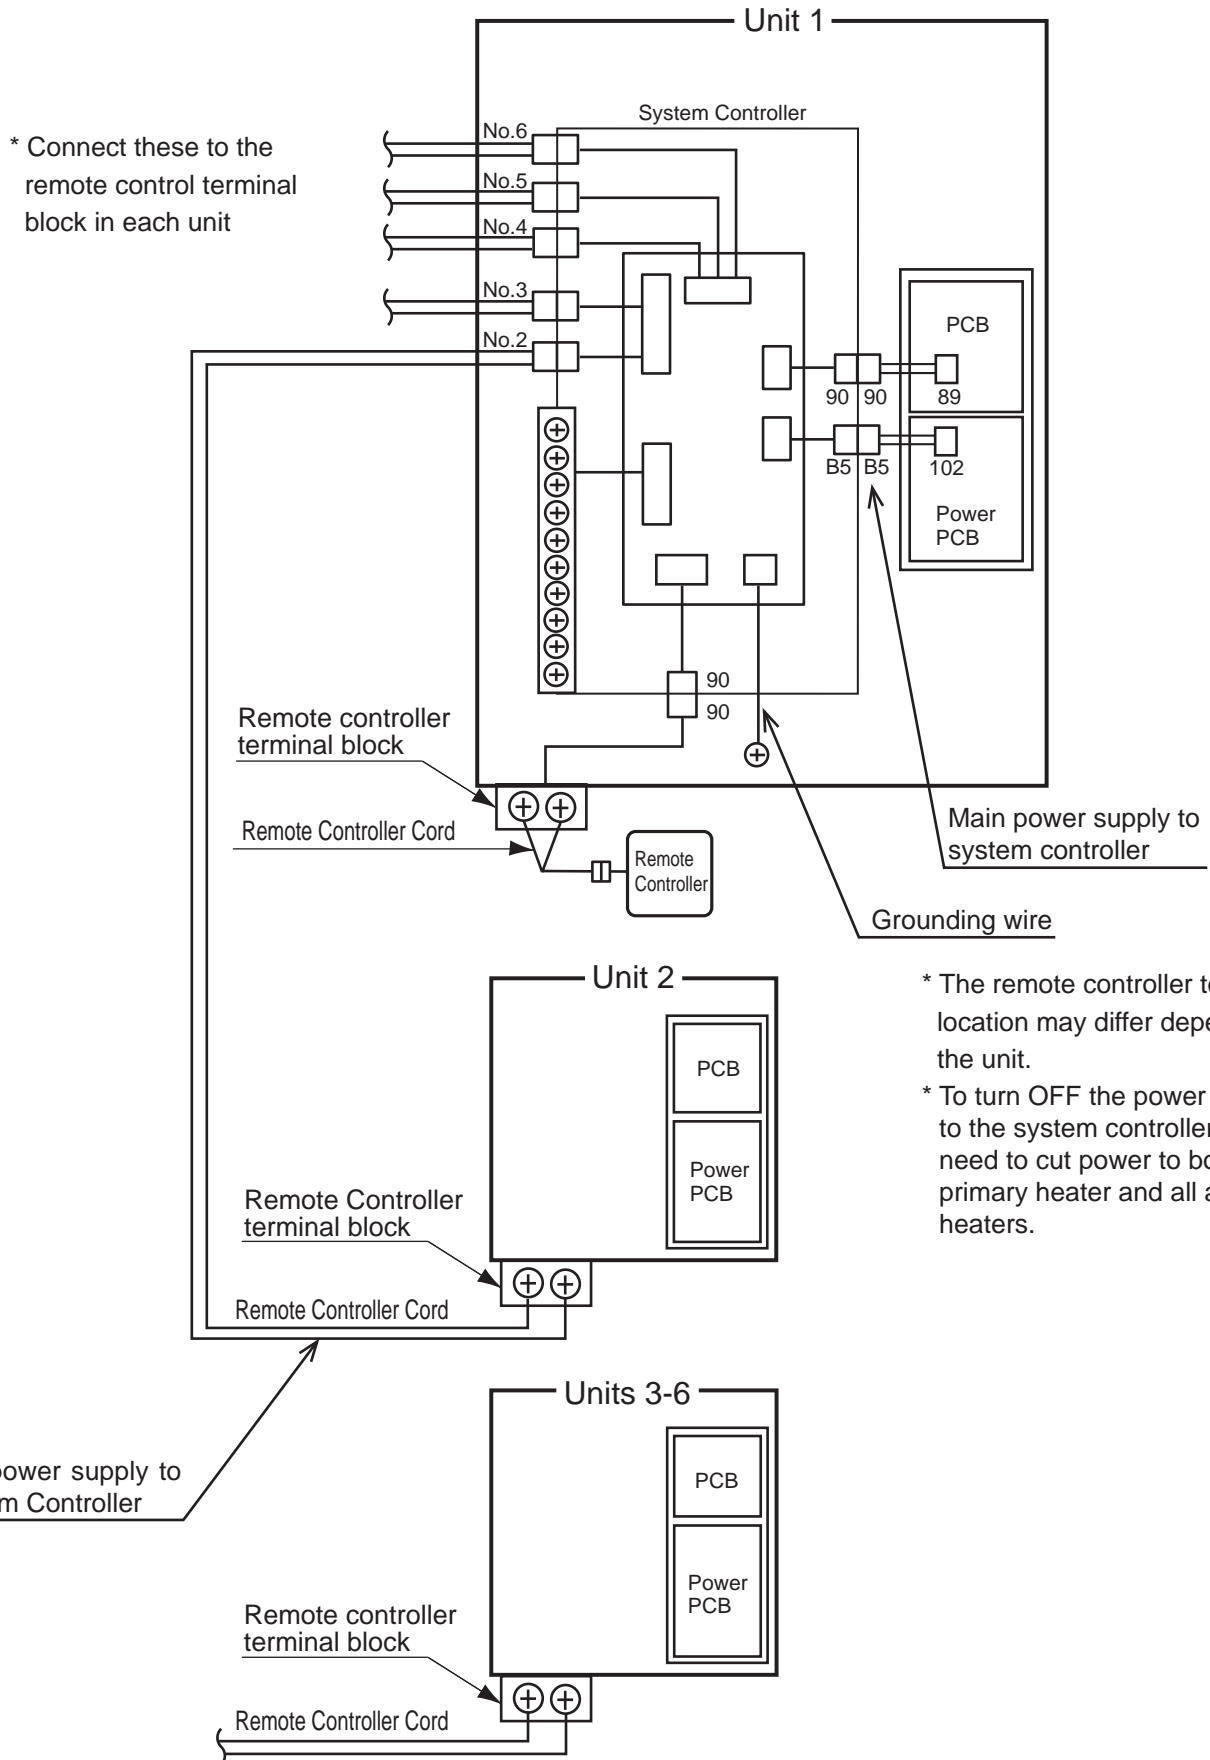 Unit 1
System Controller
* Connect these to the
remote control terminal
block in each unit
No.6
No.5
No.4
No.3
No.2
PCB
90 90 89
B5 B5 102
Power
PCB
90
90
Remote controller
terminal block
Remote Controller Cord
Remote
Controller
Main power supply to
system controller
Grounding wire
Unit 2
* The remote controller
location may differ
the unit.
* To turn OFF the power
to the system controller
need to cut power to
primary heater and all
heaters.
PCB
Power
PCB
Remote Controller
terminal block
Remote Controller Cord
Units 3-6
supply to
Controller
PCB
Power
PCB
Remote controller
terminal block
Remote Controller Cord